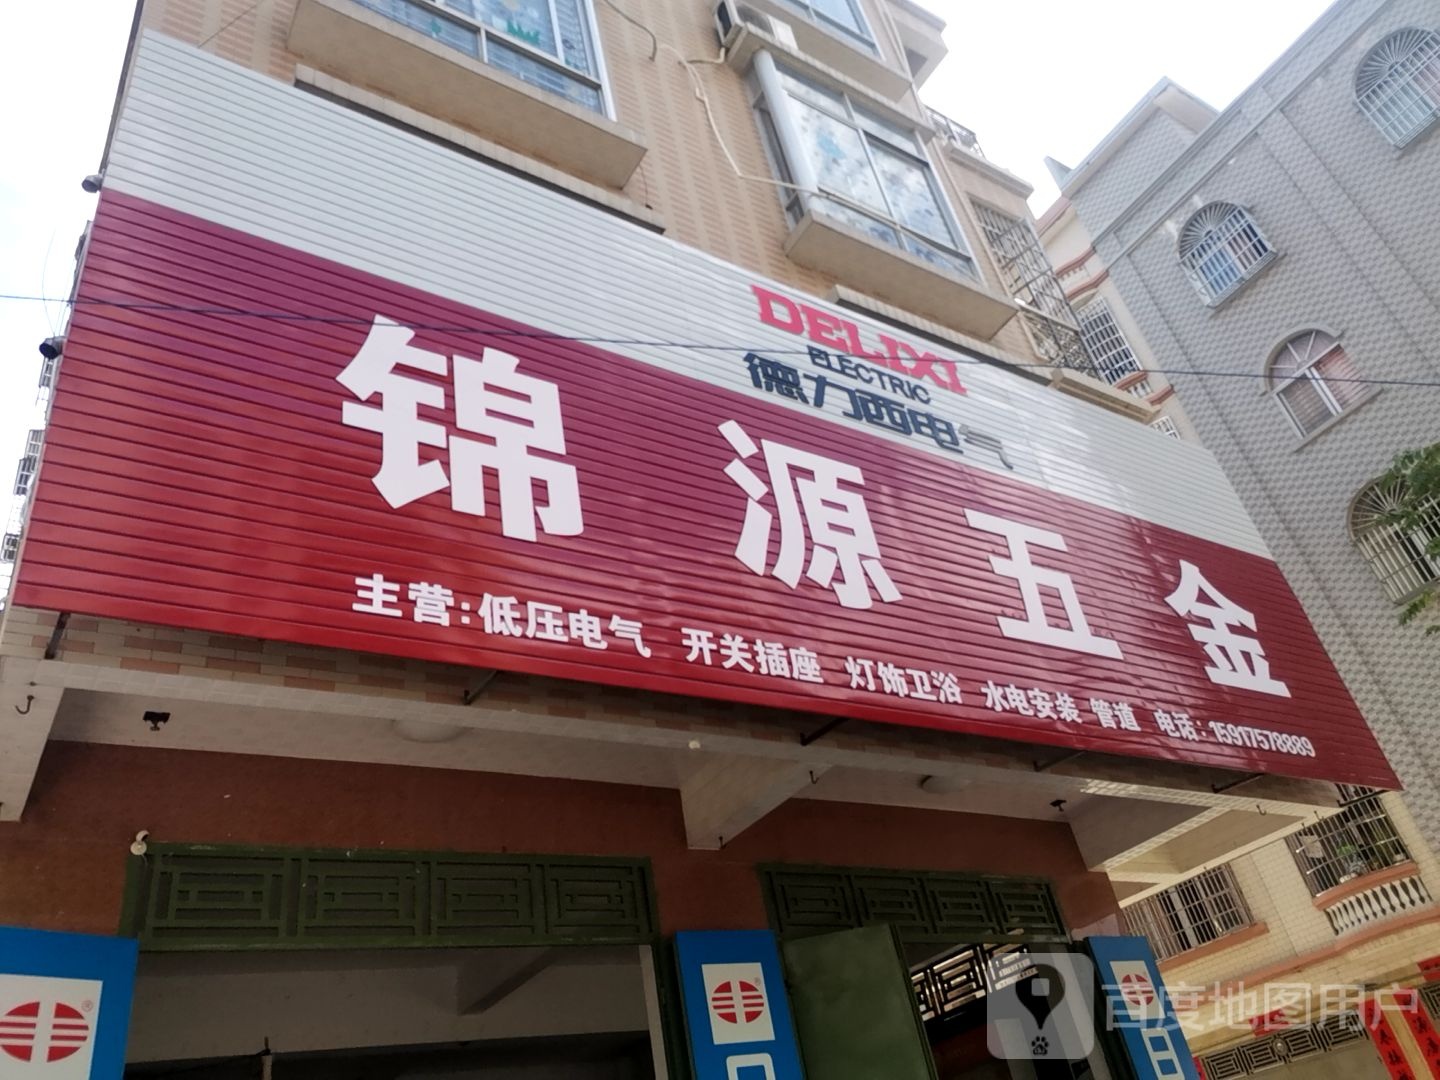 DELIXI
ELECTRIC
德力西电气
锦源五金
主营:低压电气 开关插座 灯饰卫浴 水电安装 管道 电话:15917578889
百度地图用户